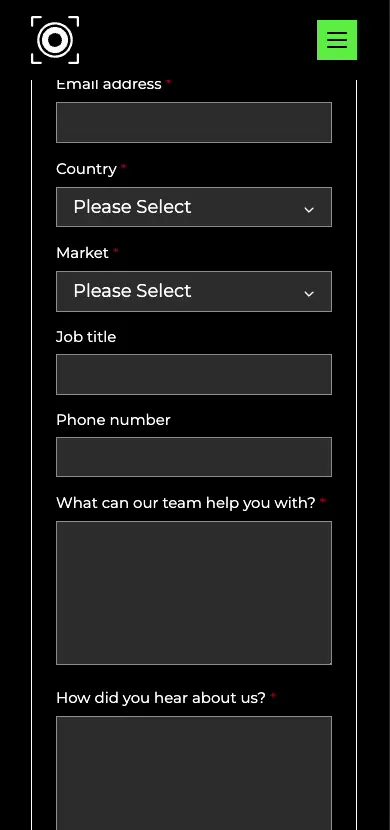 Email address *
Country *
Please Select
Market *
Please Select
Job title
Phone number
What can our team help you with? *
How did you hear about us? *